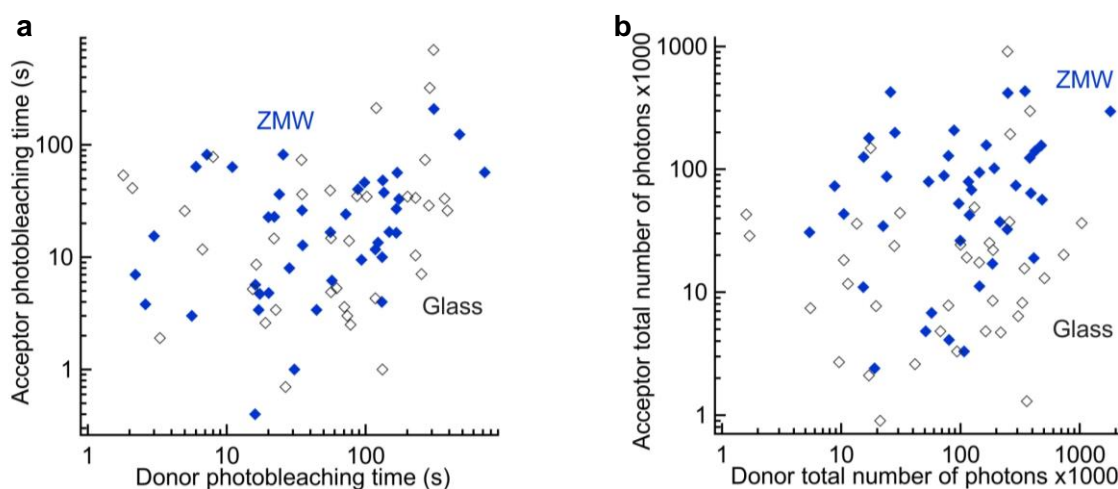 a
Acceptor photobleaching time (s)
100
10
1
ZMW
Glass
1
10
100
Donor photobleaching time (s)
b
Acceptor total number of photons x1000
1000
100
10
1
ZMW
Glass
1
10
100
1000
Donor total number of photons x1000